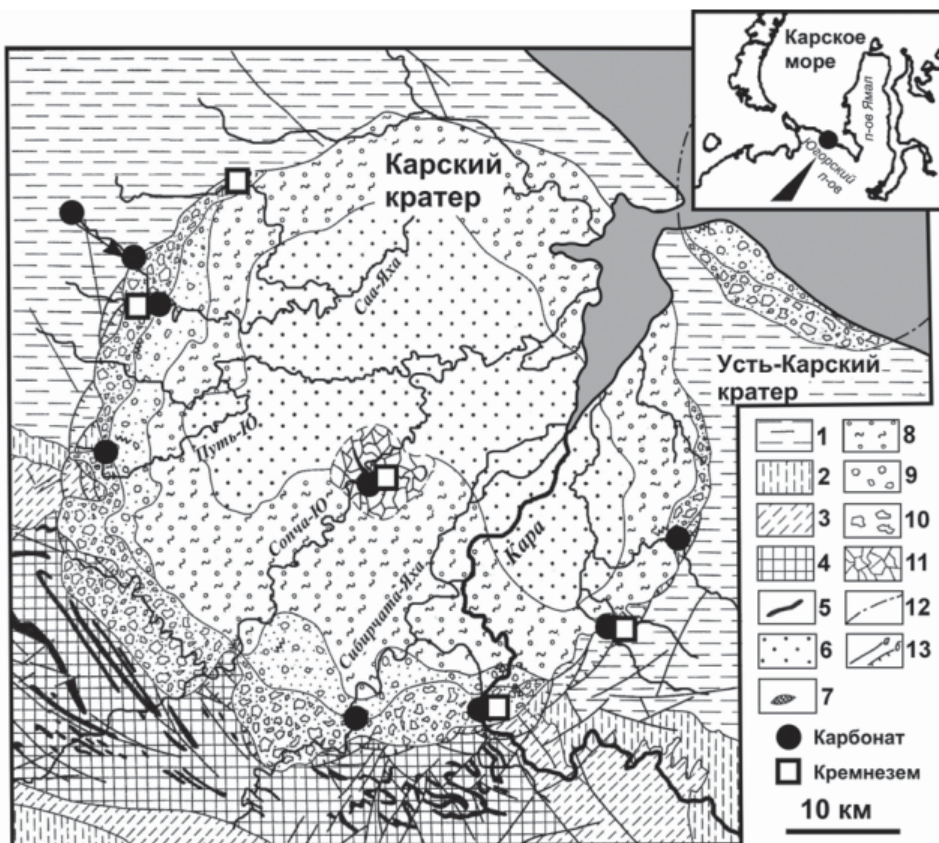 Карское
море
п-ов Ямал
Югорский
п-ов
Карский
кратер
Саа-Яха
Усть-Карский
кратер
Путь-Ю
Сопча-Ю
Кара
Сибирчата-Яха
1
8
2
9
3
10
4
11
5
12
6
13
7
Карбонат
Кремнезем
10 км